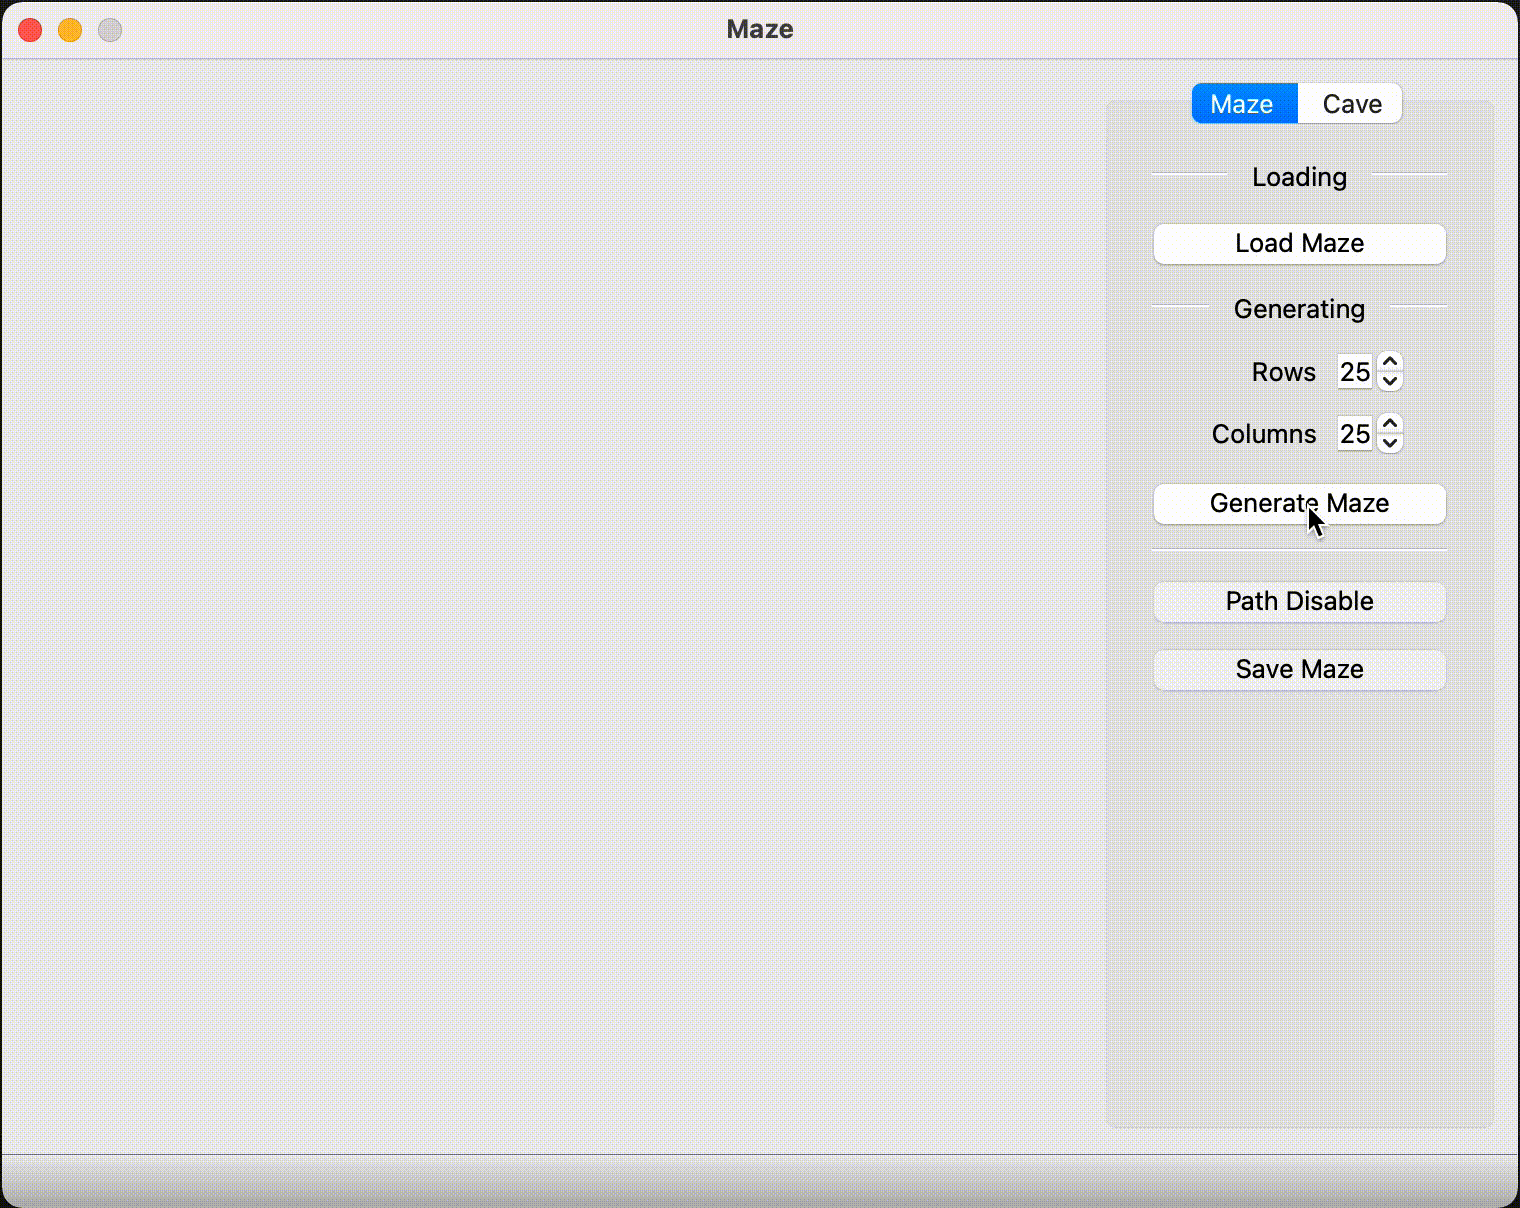 Maze
Maze Cave
Loading
Load Maze
Generating
Rows 25
Columns 25
Generate Maze
Path Disable
Save Maze